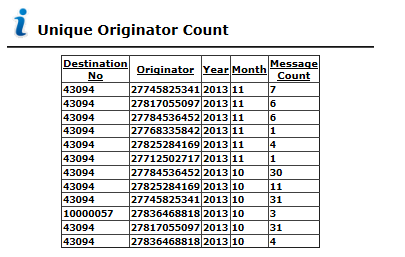 Unique Originator Count
Destination No Originator Year Month Message Count
43094 27745825341 2013 11 7
43094 27817055097 2013 11 6
43094 27784536452 2013 11 6
43094 27768335842 2013 11 1
43094 27825284169 2013 11 4
43094 27712502717 2013 11 1
43094 27784536452 2013 10 30
43094 27825284169 2013 10 11
43094 27745825341 2013 10 31
10000057 27836468818 2013 10 3
43094 27817055097 2013 10 31
43094 27836468818 2013 10 4